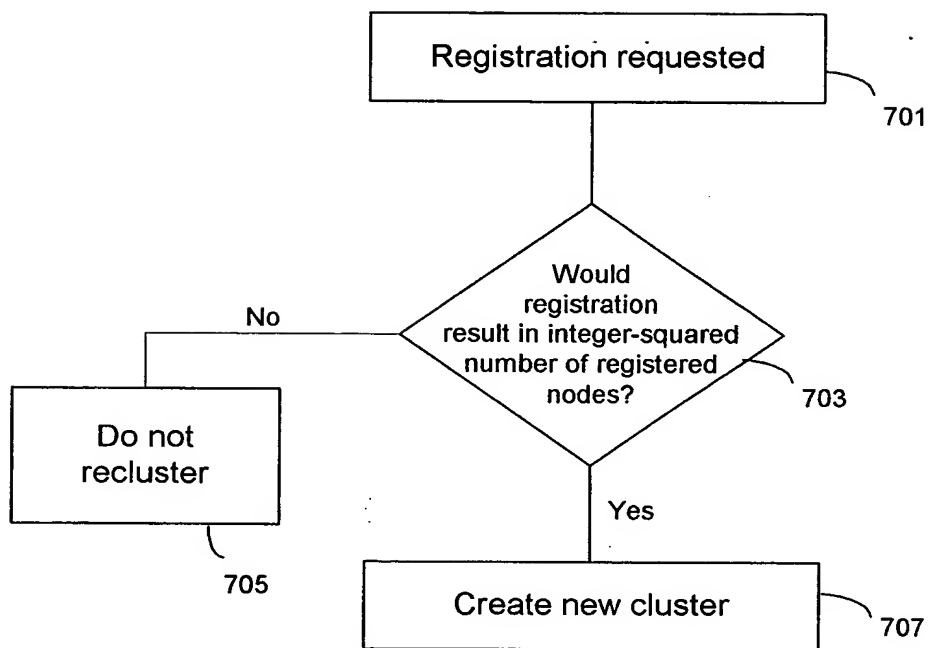 Registration requested
701
Would
registration
result in integer-squared
number of registered
nodes?
703
No
Do not
recluster
705
Yes
Create new cluster
707